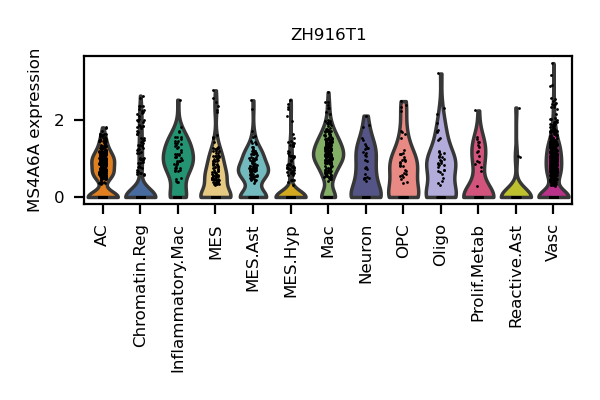 ZH916T1
MS4A6A expression
2
0
AC
Chromatin.Reg
Inflammatory.Mac
MES
MES.Ast
MES.Hyp
Mac
Neuron
OPC
Oligo
Prolif.Metab
Reactive.Ast
Vasc